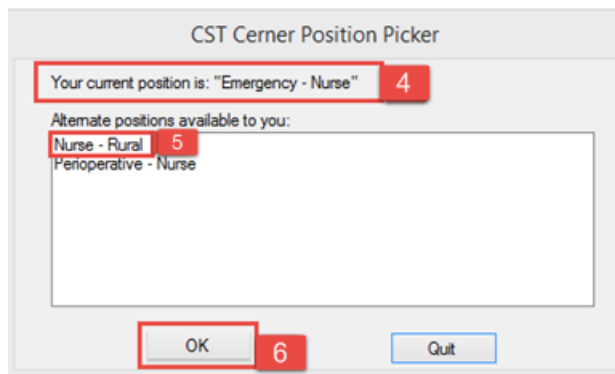 CST Cerner Position Picker
Your current position is: "Emergency - Nurse" 4
Alternate positions available to you:
Nurse - Rural 5
Perioperative - Nurse
OK 6 Quit